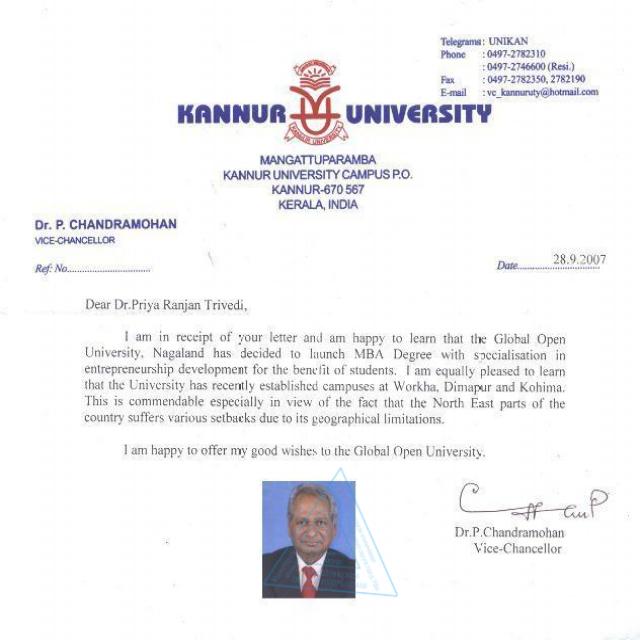 Telegrams : UNIKAN
Phone : 0497-2782310
: 0497-2746600 (Resi.)
Fax : 0497-2782350, 2782190
E-mail : vc_kannuruty@hotmail.com
KANNUR UNIVERSITY
KANNUR UNIVERSITY
MANGATTUPARAMBA
KANNUR UNIVERSITY CAMPUS P.O.
KANNUR-670 567
KERALA, INDIA
Dr. P. CHANDRAMOHAN
VICE-CHANCELLOR
Ref: No...............................
Date 28.9.2007
Dear Dr.Priya Ranjan Trivedi,
I am in receipt of your letter and am happy to learn that the Global Open
University, Nagaland has decided to launch MBA Degree with specialisation in
entrepreneurship development for the benefit of students. I am equally pleased to learn
that the University has recently established campuses at Workha, Dimapur and Kohima.
This is commendable especially in view of the fact that the North East parts of the
country suffers various setbacks due to its geographical limitations.
I am happy to offer my good wishes to the Global Open University.
Dr.P.Chandramohan
Vice-Chancellor